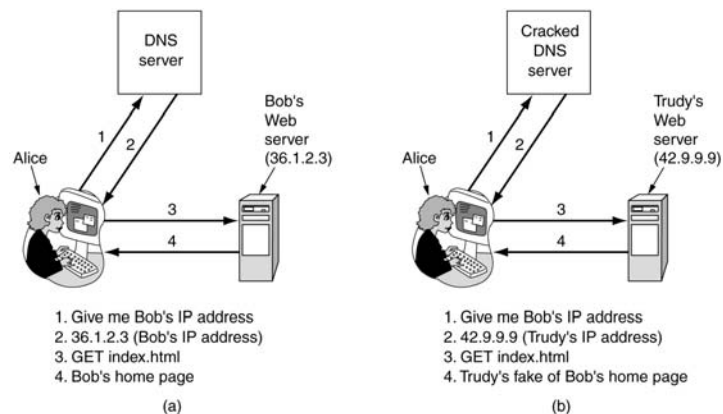 DNS
server
Bob's
Web
server
(36.1.2.3)
Alice
1
2
3
4
1. Give me Bob's IP address
2. 36.1.2.3 (Bob's IP address)
3. GET index.html
4. Bob's home page
(a)
Cracked
DNS
server
Trudy's
Web
server
(42.9.9.9)
Alice
1
2
3
4
1. Give me Bob's IP address
2. 42.9.9.9 (Trudy's IP address)
3. GET index.html
4. Trudy's fake of Bob's home page
(b)